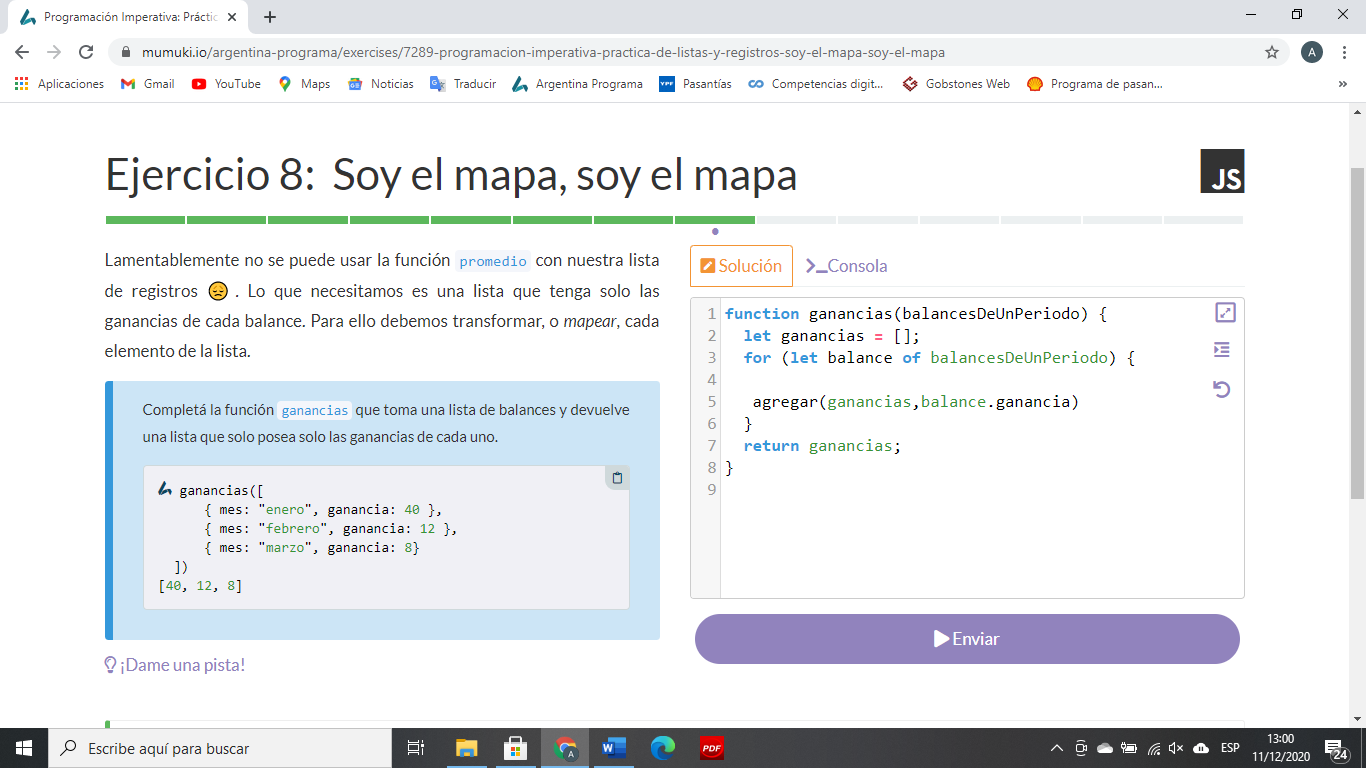 Programación Imperativa: Práctic
mumuki.io/argentina-programa/exercises/7289-programacion-imperativa-practica-de-listas-y-registros-soy-el-mapa-soy-el-mapa
A
Aplicaciones
Gmail
YouTube
Maps
Noticias
Traducir
Argentina Programa
YPF
Pasantías
Competencias digit...
Gobstones Web
Programa de pasan...
»
Ejercicio 8: Soy el mapa, soy el mapa
JS
Lamentablemente no se puede usar la función promedio con nuestra lista
de registros 😔 . Lo que necesitamos es una lista que tenga solo las
ganancias de cada balance. Para ello debemos transformar, o mapear, cada
elemento de la lista.
Completá la función ganancias que toma una lista de balances y devuelve
una lista que solo posea solo las ganancias de cada uno.
ganancias([
{ mes: "enero", ganancia: 40 },
{ mes: "febrero", ganancia: 12 },
{ mes: "marzo", ganancia: 8}
])
[40, 12, 8]
¡Dame una pista!
Solución
Consola
1 function ganancias(balancesDeUnPeriodo) {
2 let ganancias = [];
3 for (let balance of balancesDeUnPeriodo) {
4
5 agregar(ganancias,balance.ganancia)
6 }
7 return ganancias;
8 }
9
Enviar
Escribe aquí para buscar
A
W
PDF
ESP
13:00
11/12/2020
24